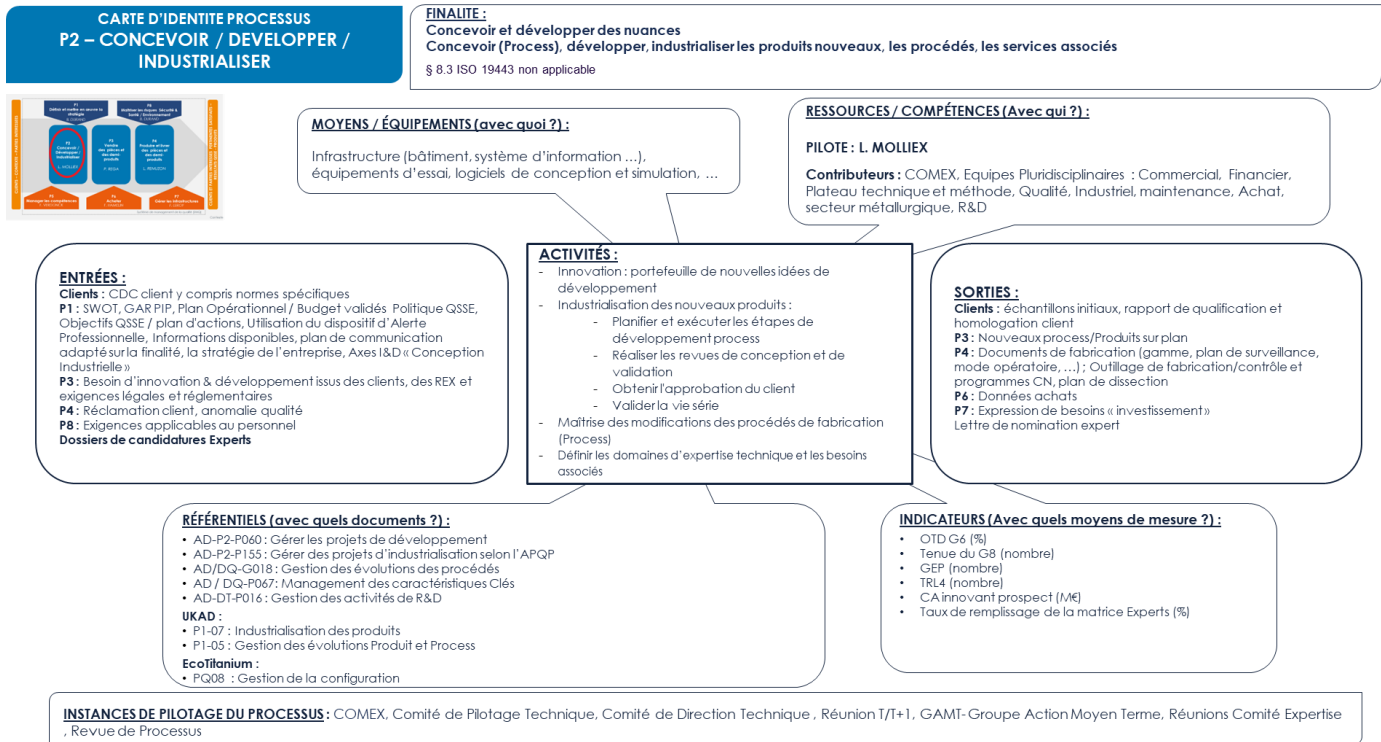 CARTE D'IDENTITE PROCESSUS
P2 – CONCEVOIR / DEVELOPPER /
INDUSTRIALISER
FINALITE :
Concevoir et développer des nuances
Concevoir (Process), développer, industrialiser les produits nouveaux, les procédés, les services associés
§ 8.3 ISO 19443 non applicable
MOYENS / ÉQUIPEMENTS (avec quoi ?) :
Infrastructure (bâtiment, système d'information ...),
équipements d'essai, logiciels de conception et simulation, ...
RESSOURCES / COMPÉTENCES (Avec qui ?) :
PILOTE : L. MOLLIEX
Contributeurs : COMEX, Equipes Pluridisciplinaires : Commercial, Financier,
Plateau technique et méthode, Qualité, Industriel, maintenance, Achat,
secteur métallurgique, R&D
ENTRÉES :
Clients : CDC client y compris normes spécifiques
P1 : SWOT, GAR PIP, Plan Opérationnel / Budget validés Politique QSSE,
Objectifs QSSE / plan d'actions, Utilisation du dispositif d'Alerte
Professionnelle, Informations disponibles, plan de communication
adapté sur la finalité, la stratégie de l'entreprise, Axes I&D « Conception
Industrielle »
P3 : Besoin d'innovation & développement issus des clients, des REX et
exigences légales et réglementaires
P4 : Réclamation client, anomalie qualité
P8 : Exigences applicables au personnel
Dossiers de candidatures Experts
ACTIVITÉS :
- Innovation : portefeuille de nouvelles idées de
développement
- Industrialisation des nouveaux produits :
- Planifier et exécuter les étapes de
développement process
- Réaliser les revues de conception et de
validation
- Obtenir l'approbation du client
- Valider la vie série
- Maîtrise des modifications des procédés de fabrication
(Process)
- Définir les domaines d'expertise technique et les besoins
associés
SORTIES :
Clients : échantillons initiaux, rapport de qualification et
homologation client
P3 : Nouveaux process/Produits sur plan
P4 : Documents de fabrication (gamme, plan de surveillance,
mode opératoire, ...) ; Outillage de fabrication/contrôle et
programmes CN, plan de dissection
P6 : Données achats
P7 : Expression de besoins « investissement »
Lettre de nomination expert
RÉFÉRENTIELS (avec quels documents ?) :
• AD-P2-P060 : Gérer les projets de développement
• AD-P2-P155 : Gérer des projets d'industrialisation selon l'APQP
• AD/DQ-G018 : Gestion des évolutions des procédés
• AD / DQ-P067: Management des caractéristiques Clés
• AD-DT-P016 : Gestion des activités de R&D
UKAD :
• P1-07 : Industrialisation des produits
• P1-05 : Gestion des évolutions Produit et Process
EcoTitanium :
• PQ08 : Gestion de la configuration
INDICATEURS (Avec quels moyens de mesure ?) :
• OTD G6 (%)
• Tenue du G8 (nombre)
• GEP (nombre)
• TRL4 (nombre)
• CA innovant prospect (M€)
• Taux de remplissage de la matrice Experts (%)
INSTANCES DE PILOTAGE DU PROCESSUS : COMEX, Comité de Pilotage Technique, Comité de Direction Technique , Réunion T/T+1, GAMT- Groupe Action Moyen Terme, Réunions Comité Expertise
, Revue de Processus